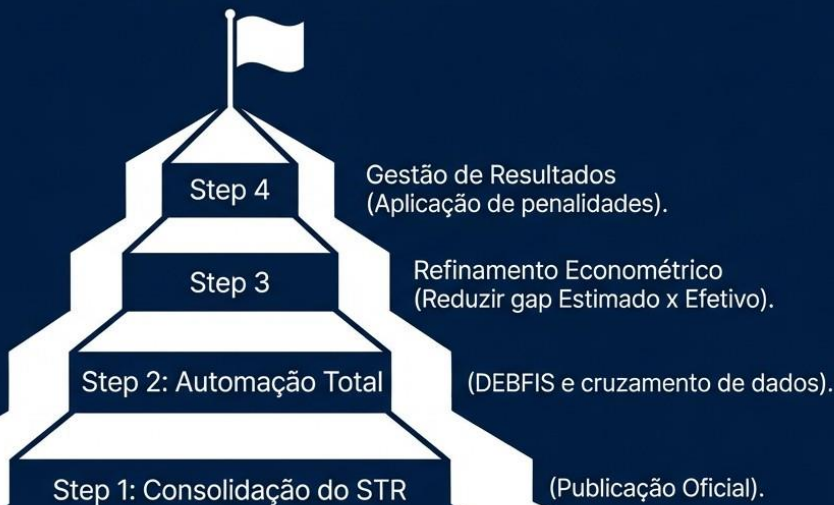 Step 4
Gestão de Resultados
(Aplicação de penalidades).
Step 3
Refinamento Econométrico
(Reduzir gap Estimado x Efetivo).
Step 2: Automação Total
(DEBFIS e cruzamento de dados).
Step 1: Consolidação do STR
(Publicação Oficial).